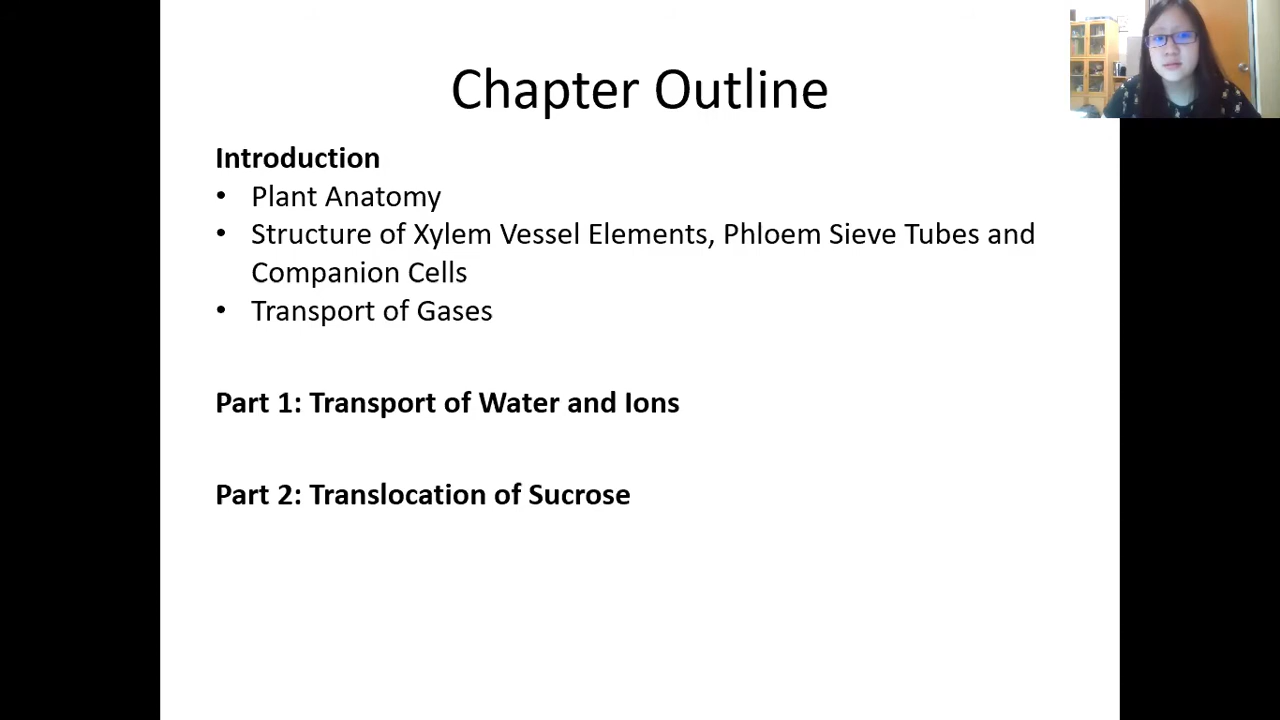 Chapter Outline
Introduction
• Plant Anatomy
• Structure of Xylem Vessel Elements, Phloem Sieve Tubes and
Companion Cells
• Transport of Gases
Part 1: Transport of Water and Ions
Part 2: Translocation of Sucrose